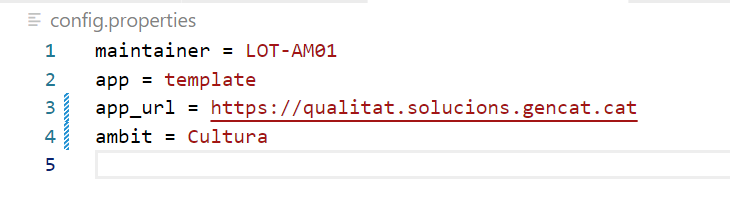 config.properties
1 maintainer = LOT-AM01
2 app = template
3 app_url = https://qualitat.solucions.gencat.cat
4 ambit = Cultura
5